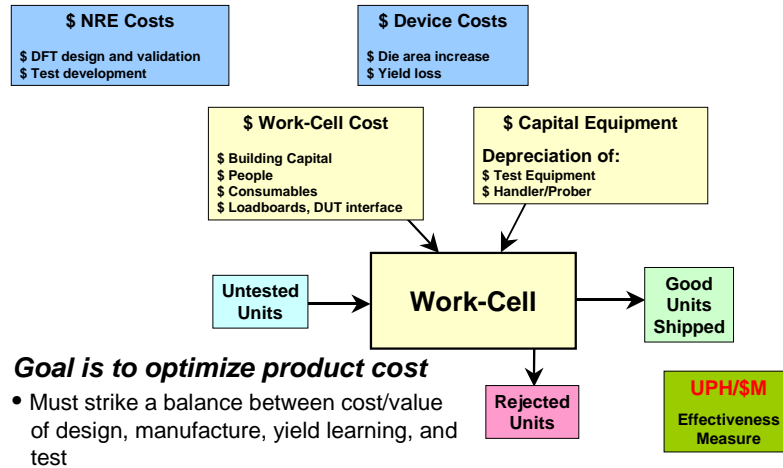 $ NRE Costs
$ DFT design and validation
$ Test development
$ Device Costs
$ Die area increase
$ Yield loss
$ Work-Cell Cost
$ Building Capital
$ People
$ Consumables
$ Loadboards, DUT interface
$ Capital Equipment
Depreciation of:
$ Test Equipment
$ Handler/Prober
Untested
Units
Work-Cell
Good
Units
Shipped
Goal is to optimize product cost
• Must strike a balance between cost/value
of design, manufacture, yield learning, and
test
Rejected
Units
UPH/$M
Effectiveness
Measure